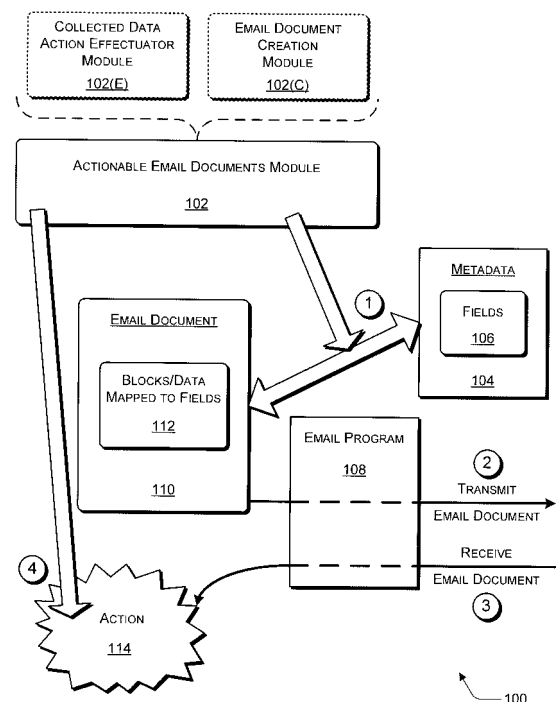 COLLECTED DATA
ACTION EFFECTUATOR
MODULE
102(E)
EMAIL DOCUMENT
CREATION
MODULE
102(C)
ACTIONABLE EMAIL DOCUMENTS MODULE
102
1
METADATA
FIELDS
106
104
EMAIL DOCUMENT
BLOCKS/DATA
MAPPED TO FIELDS
112
110
EMAIL PROGRAM
108
2
TRANSMIT
EMAIL DOCUMENT
RECEIVE
EMAIL DOCUMENT
3
4
ACTION
114
100